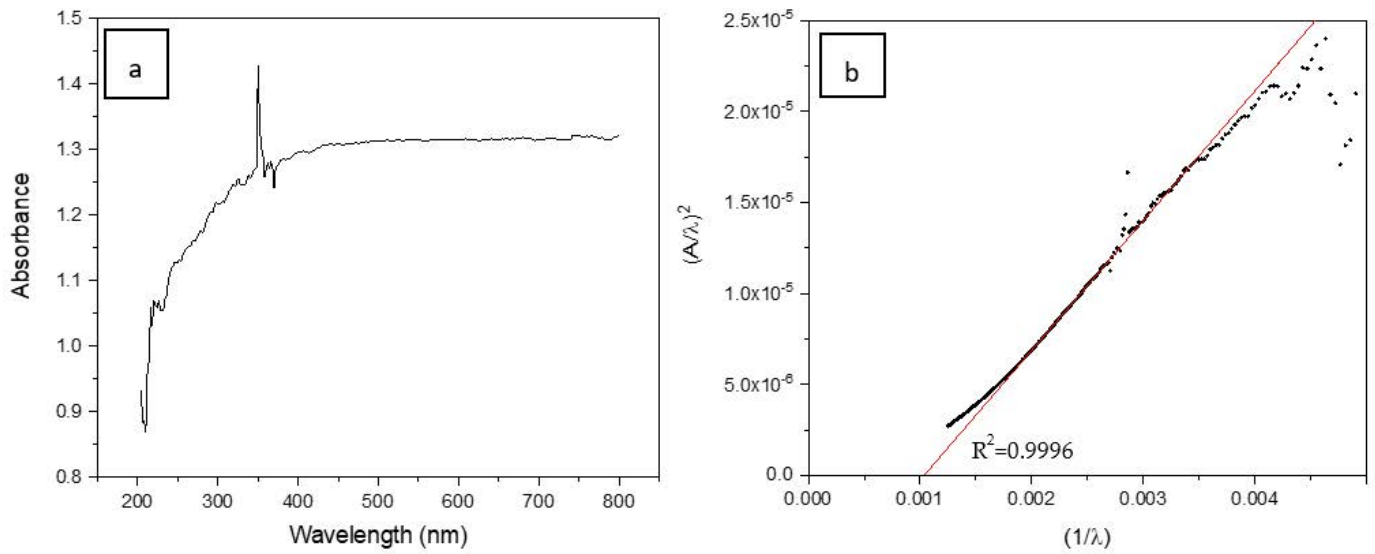 a
1.5
1.4
1.3
1.2
1.1
1.0
0.9
0.8
Absorbance
200
300
400
500
600
700
800
Wavelength (nm)
b
2.5x10⁻⁵
2.0x10⁻⁵
1.5x10⁻⁵
1.0x10⁻⁵
5.0x10⁻⁶
0.0
(A/λ)²
R²=0.9996
0.000
0.001
0.002
0.003
0.004
(1/λ)